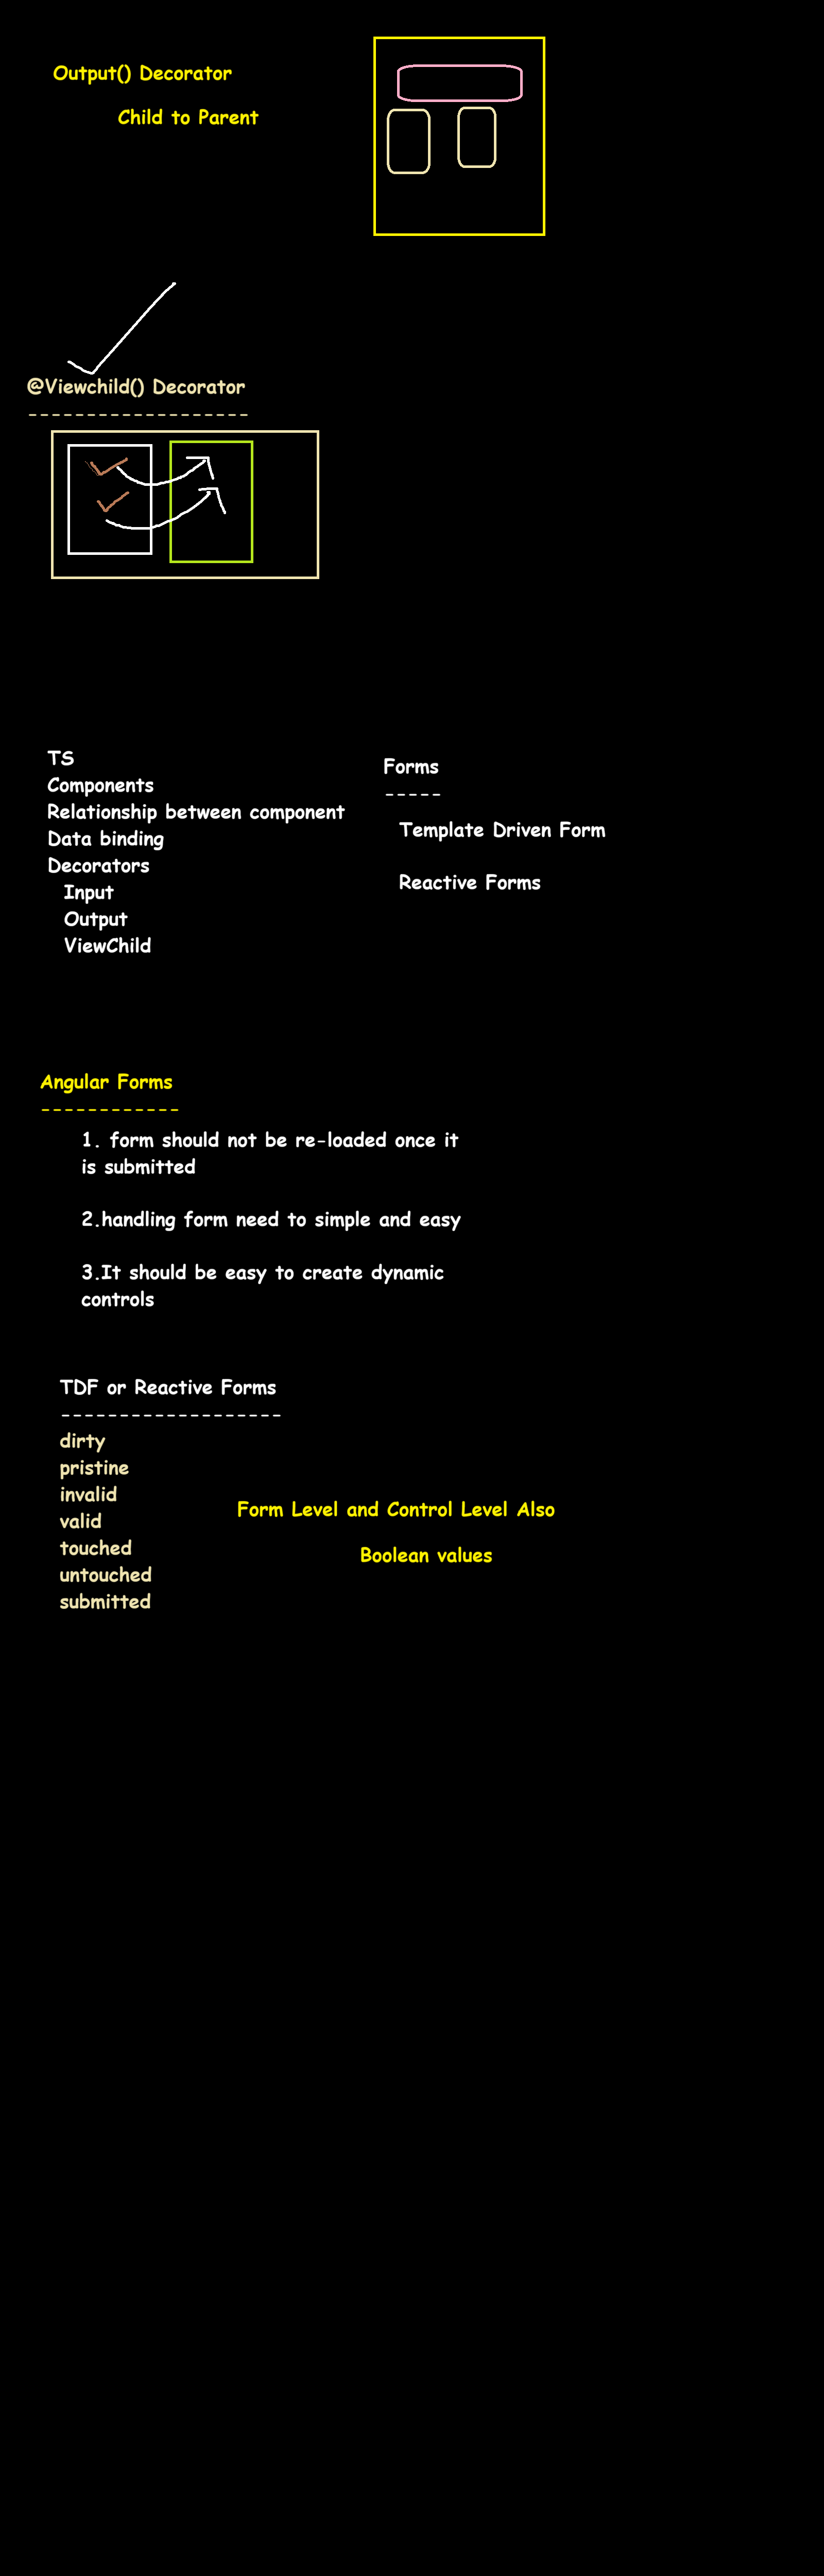 Output() Decorator
Child to Parent
@Viewchild() Decorator
-------------------
TS
Components
Relationship between component
Data binding
Decorators
Input
Output
ViewChild
Forms
-----
Template Driven Form
Reactive Forms
Angular Forms
------------
1. form should not be re-loaded once it
is submitted
2.handling form need to simple and easy
3.It should be easy to create dynamic
controls
TDF or Reactive Forms
-------------------
dirty
pristine
invalid
valid
touched
untouched
submitted
Form Level and Control Level Also
Boolean values